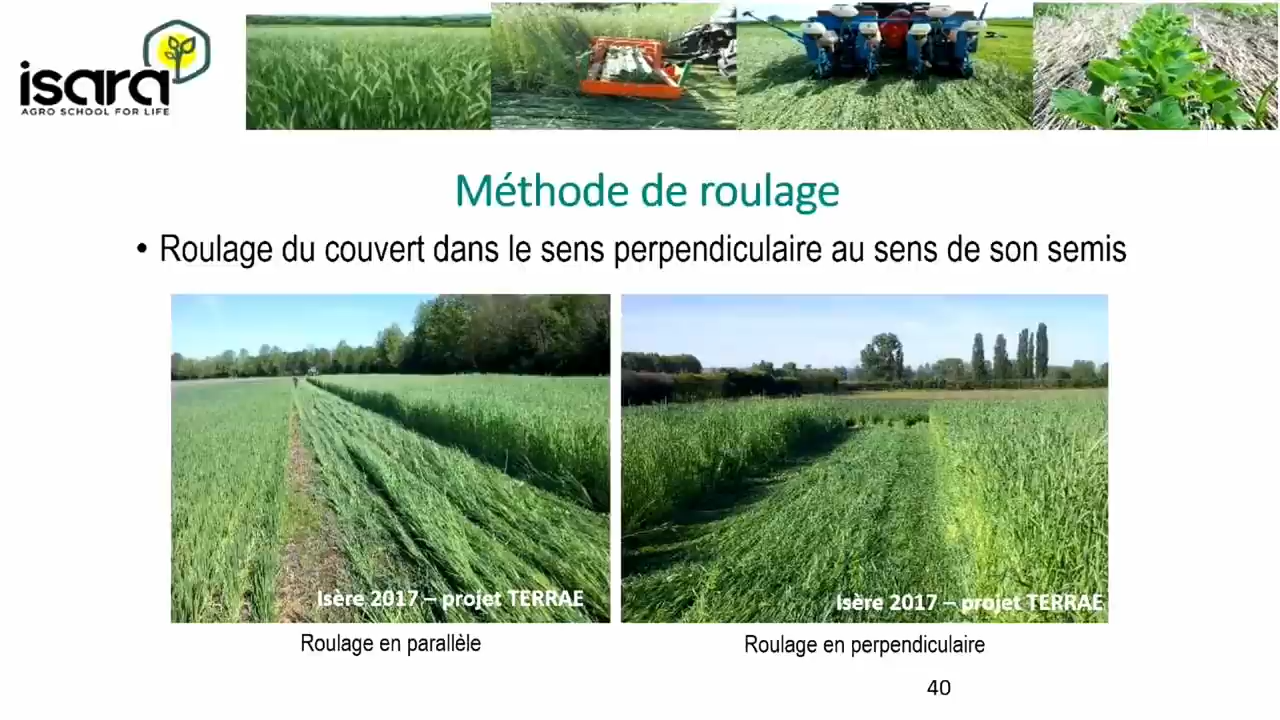 isara
AGRO SCHOOL FOR LIFE
Méthode de roulage
• Roulage du couvert dans le sens perpendiculaire au sens de son semis
Isère 2017 – projet TERRAE
Isère 2017 – projet TERRAE
Roulage en parallèle
Roulage en perpendiculaire
40